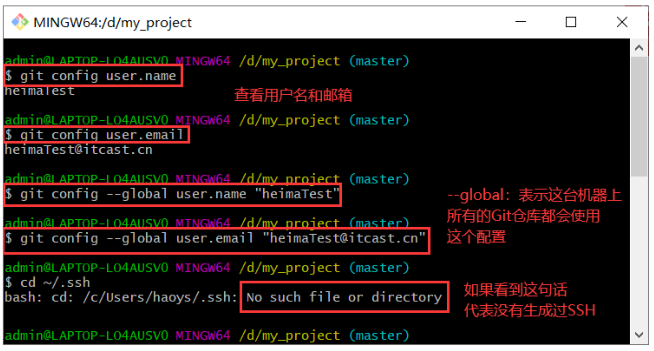 MINGW64:/d/my_project
admin@LAPTOP-LO4AUSV0 MINGW64 /d/my_project (master)
$ git config user.name
heimaTest
查看用户名和邮箱
admin@LAPTOP-LO4AUSV0 MINGW64 /d/my_project (master)
$ git config user.email
heimaTest@itcast.cn
admin@LAPTOP-LO4AUSV0 MINGW64 /d/my_project (master)
$ git config --global user.name "heimaTest"
--global：表示这台机器上
所有的Git仓库都会使用
这个配置
admin@LAPTOP-LO4AUSV0 MINGW64 /d/my_project (master)
$ git config --global user.email "heimaTest@itcast.cn"
admin@LAPTOP-LO4AUSV0 MINGW64 /d/my_project (master)
$ cd ~/.ssh
bash: cd: /c/Users/haoys/.ssh: No such file or directory
如果看到这句话
代表没有生成过SSH
admin@LAPTOP-LO4AUSV0 MINGW64 /d/my_project (master)